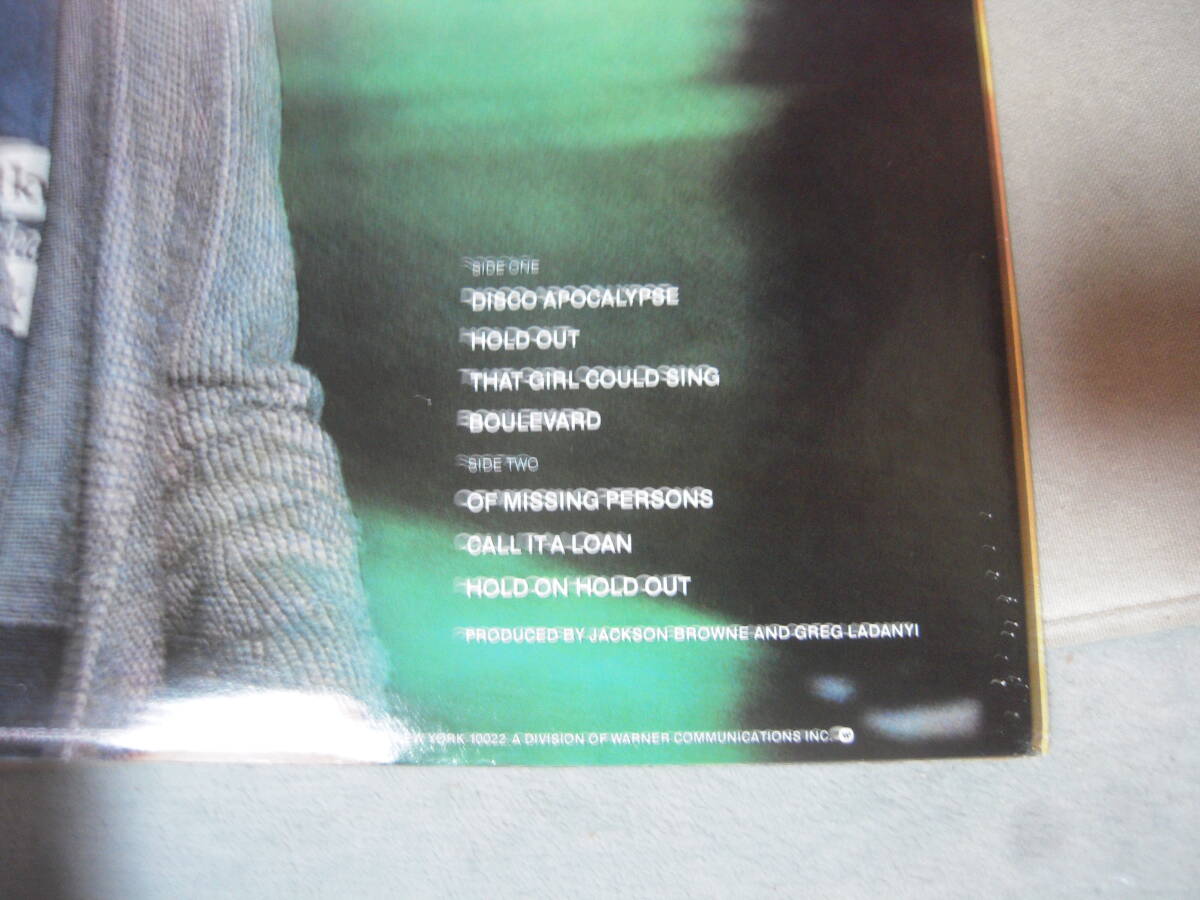 SIDE ONE
DISCO APOCALYPSE
HOLD OUT
THAT GIRL COULD SING
BOULEVARD
SIDE TWO
OF MISSING PERSONS
CALL IT A LOAN
HOLD ON HOLD OUT
PRODUCED BY JACKSON BROWNE AND GREG LADANYI
YORK 10022 A DIVISION OF WARNER COMMUNICATIONS INC.